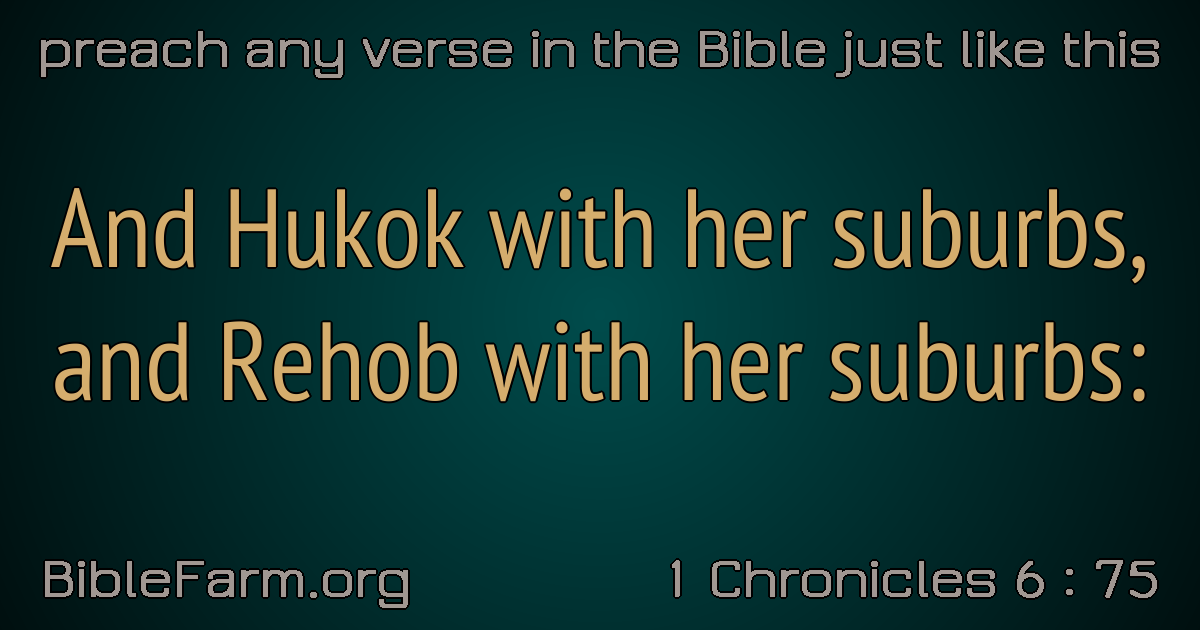 preach any verse in the Bible just like this
And Hukok with her suburbs,
and Rehob with her suburbs:
BibleFarm.org
1 Chronicles 6 : 75